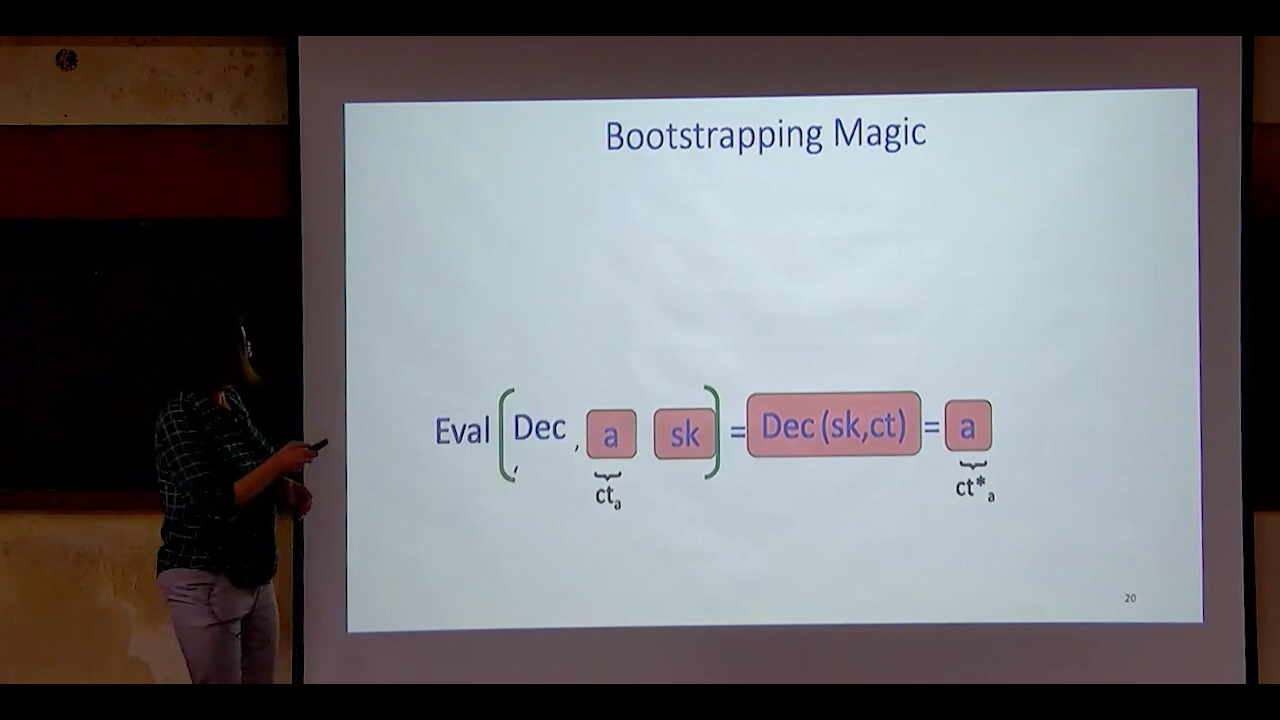 Bootstrapping Magic
Eval ( Dec , a sk ) = Dec (sk,ct) = a
ct_a ct*_a
20